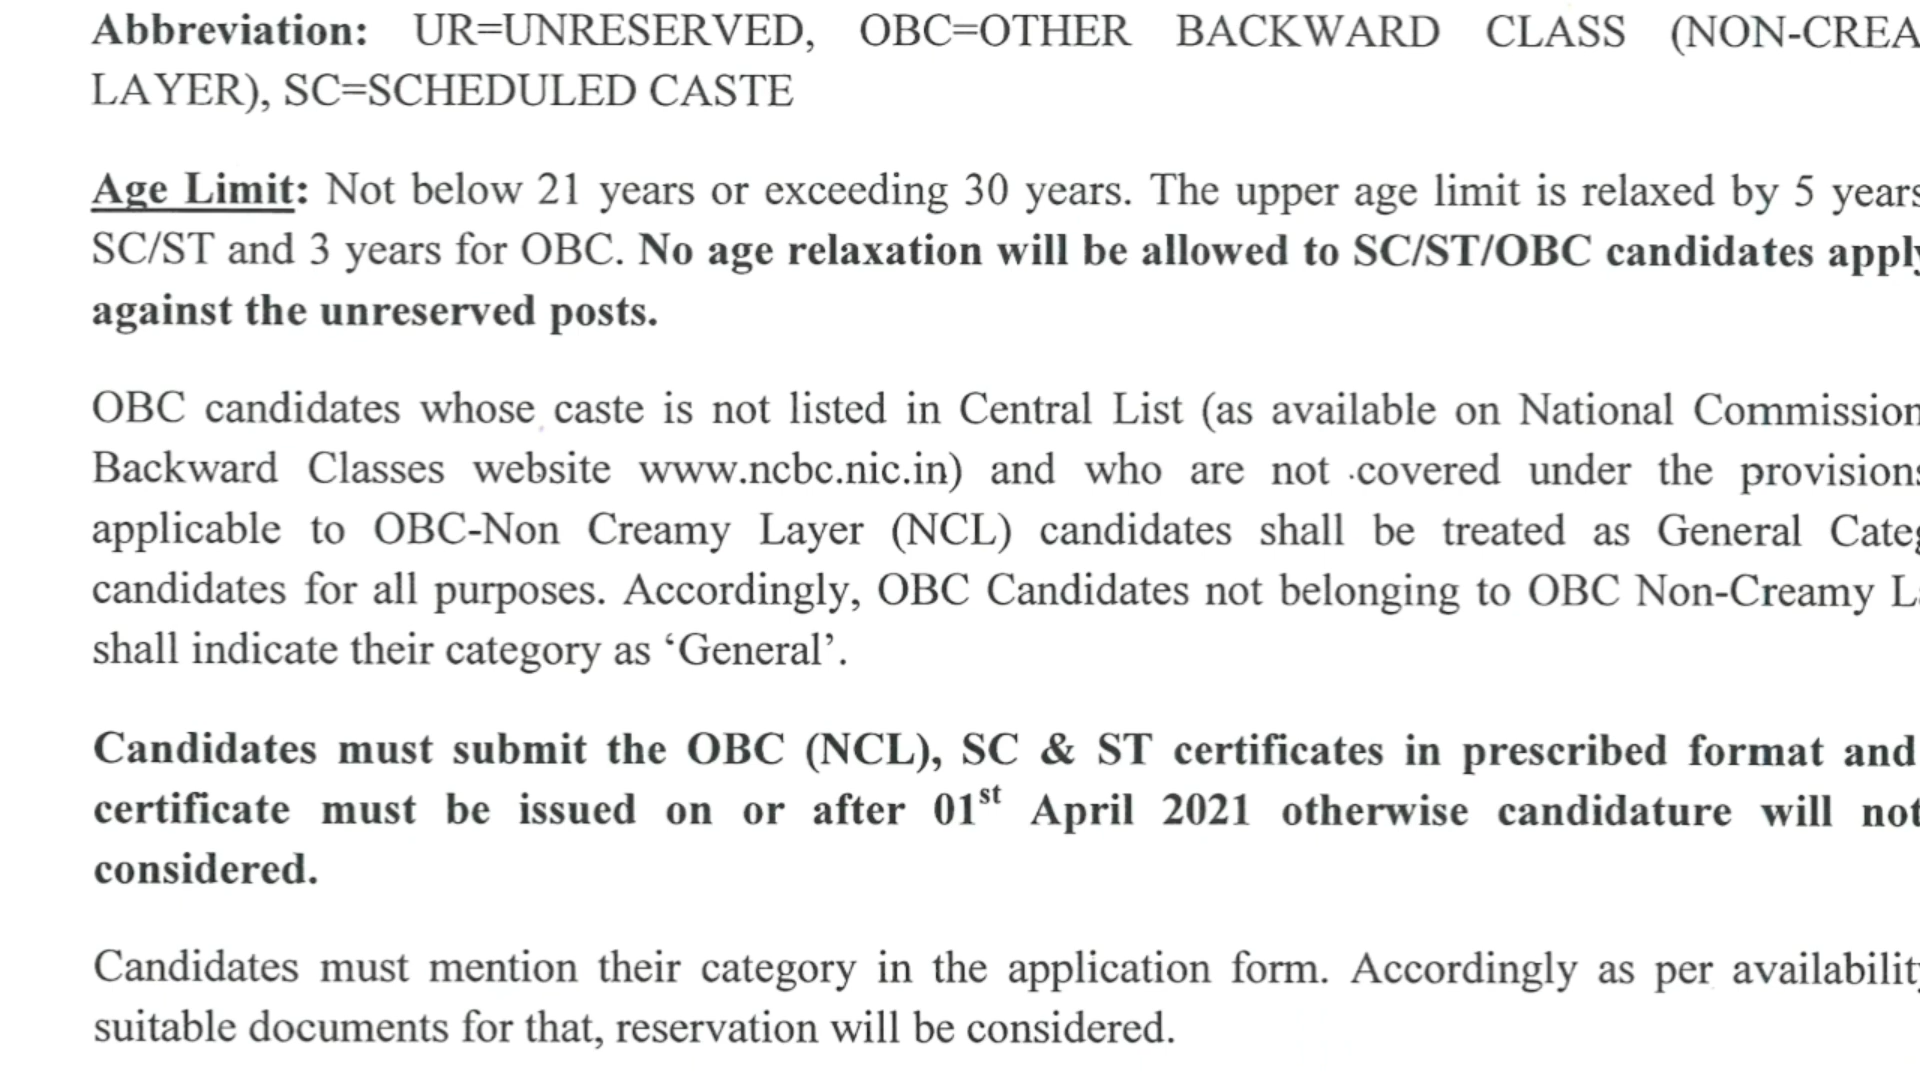 Abbreviation: UR=UNRESERVED, OBC=OTHER BACKWARD CLASS (NON-CREA
LAYER), SC=SCHEDULED CASTE
Age Limit: Not below 21 years or exceeding 30 years. The upper age limit is relaxed by 5 years
SC/ST and 3 years for OBC. No age relaxation will be allowed to SC/ST/OBC candidates apply
against the unreserved posts.
OBC candidates whose caste is not listed in Central List (as available on National Commission
Backward Classes website www.ncbc.nic.in) and who are not covered under the provisions
applicable to OBC-Non Creamy Layer (NCL) candidates shall be treated as General Categ
candidates for all purposes. Accordingly, OBC Candidates not belonging to OBC Non-Creamy La
shall indicate their category as ‘General’.
Candidates must submit the OBC (NCL), SC & ST certificates in prescribed format and
certificate must be issued on or after 01st April 2021 otherwise candidature will not
considered.
Candidates must mention their category in the application form. Accordingly as per availability
suitable documents for that, reservation will be considered.